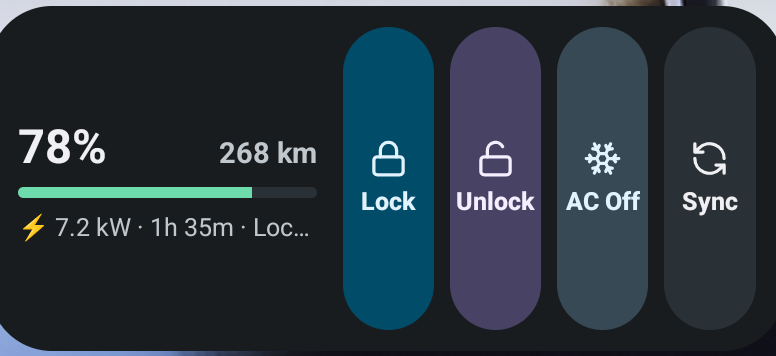 78%
268 km
⚡ 7.2 kW · 1h 35m · Loc...
Lock
Unlock
AC Off
Sync